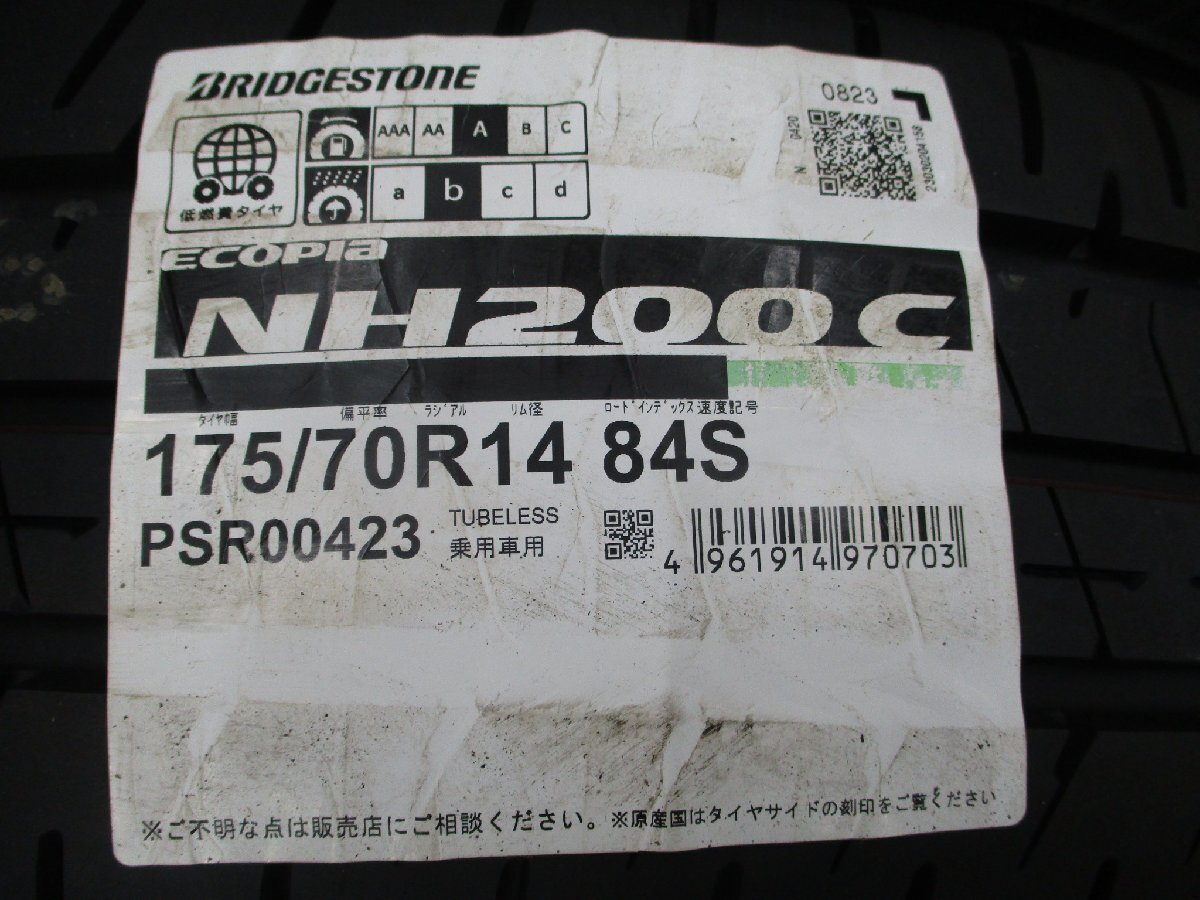 BRIDGESTONE
低燃費タイヤ
AAA AA A B C
a b c d
0823
N 0420
ECOPIA
NH200 C
タイヤ幅 偏平率 ラジアル リム径 ロードインデックス 速度記号
175/70R14 84S
PSR00423
TUBELESS
乗用車用
4 961914 970703
※ご不明な点は販売店にご相談ください。※原産国はタイヤサイドの刻印をご覧ください